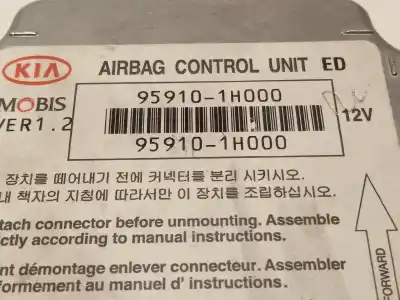 KIA AIRBAG CONTROL UNIT ED
MOBIS
VER1.2
95910-1H000
12V
95910-1H000
장치를 떼어내기 전에 커넥터를 분리 시키시오.
내 책자의 지침에 따라서만 이 장치를 조립하십시오.
tach connector before unmounting. Assemble
ctly according to manual instructions.
nt démontage enlever connecteur. Assembler
formement au manuel d' instructions.
FORWARD